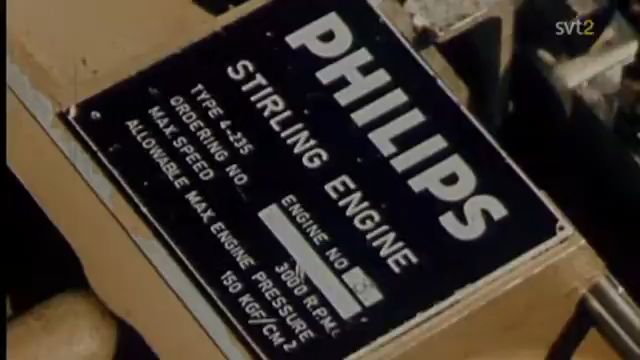 svt2
PHILIPS
STIRLING ENGINE
TYPE 4-235
ORDERING NO. ENGINE NO
MAX. SPEED 3000 R.P.M.
ALLOWABLE MAX. ENGINE PRESSURE
150 KGF/CM2